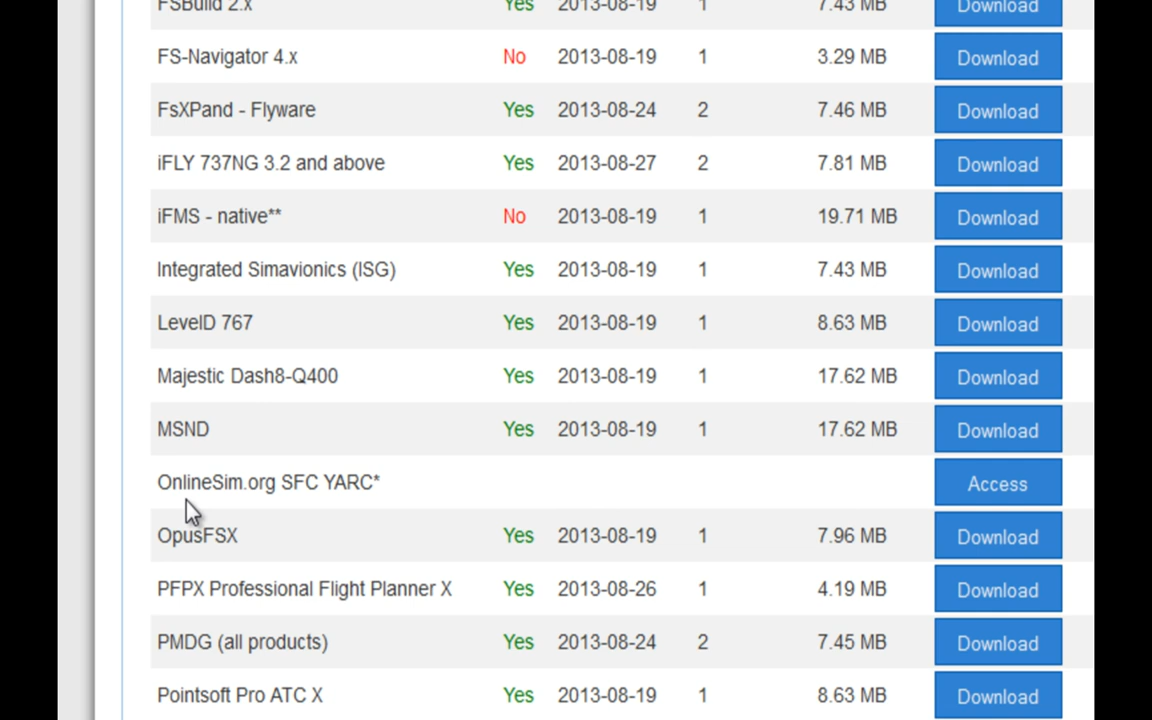 FSBuild 2.x Yes 2013-08-19 1 7.43 MB Download
FS-Navigator 4.x No 2013-08-19 1 3.29 MB Download
FsXPand - Flyware Yes 2013-08-24 2 7.46 MB Download
iFLY 737NG 3.2 and above Yes 2013-08-27 2 7.81 MB Download
iFMS - native** No 2013-08-19 1 19.71 MB Download
Integrated Simavionics (ISG) Yes 2013-08-19 1 7.43 MB Download
LevelD 767 Yes 2013-08-19 1 8.63 MB Download
Majestic Dash8-Q400 Yes 2013-08-19 1 17.62 MB Download
MSND Yes 2013-08-19 1 17.62 MB Download
OnlineSim.org SFC YARC* Access
OpusFSX Yes 2013-08-19 1 7.96 MB Download
PFPX Professional Flight Planner X Yes 2013-08-26 1 4.19 MB Download
PMDG (all products) Yes 2013-08-24 2 7.45 MB Download
Pointsoft Pro ATC X Yes 2013-08-19 1 8.63 MB Download